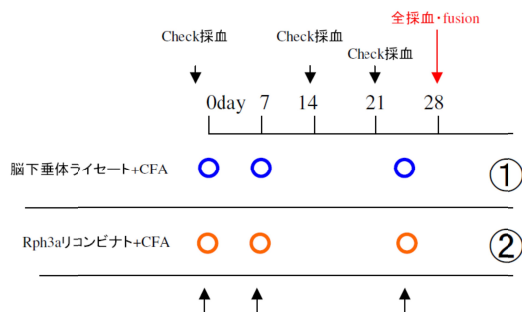 全採血・fusion
Check採血
Check採血
Check採血
0day 7 14 21 28
脳下垂体ライセート+CFA ①
Rph3aリコンビナト+CFA ②